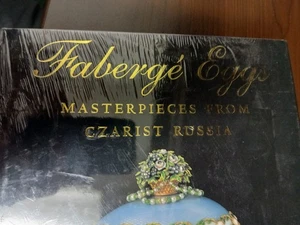 Fabergé Eggs
MASTERPIECES FROM
CZARIST RUSSIA